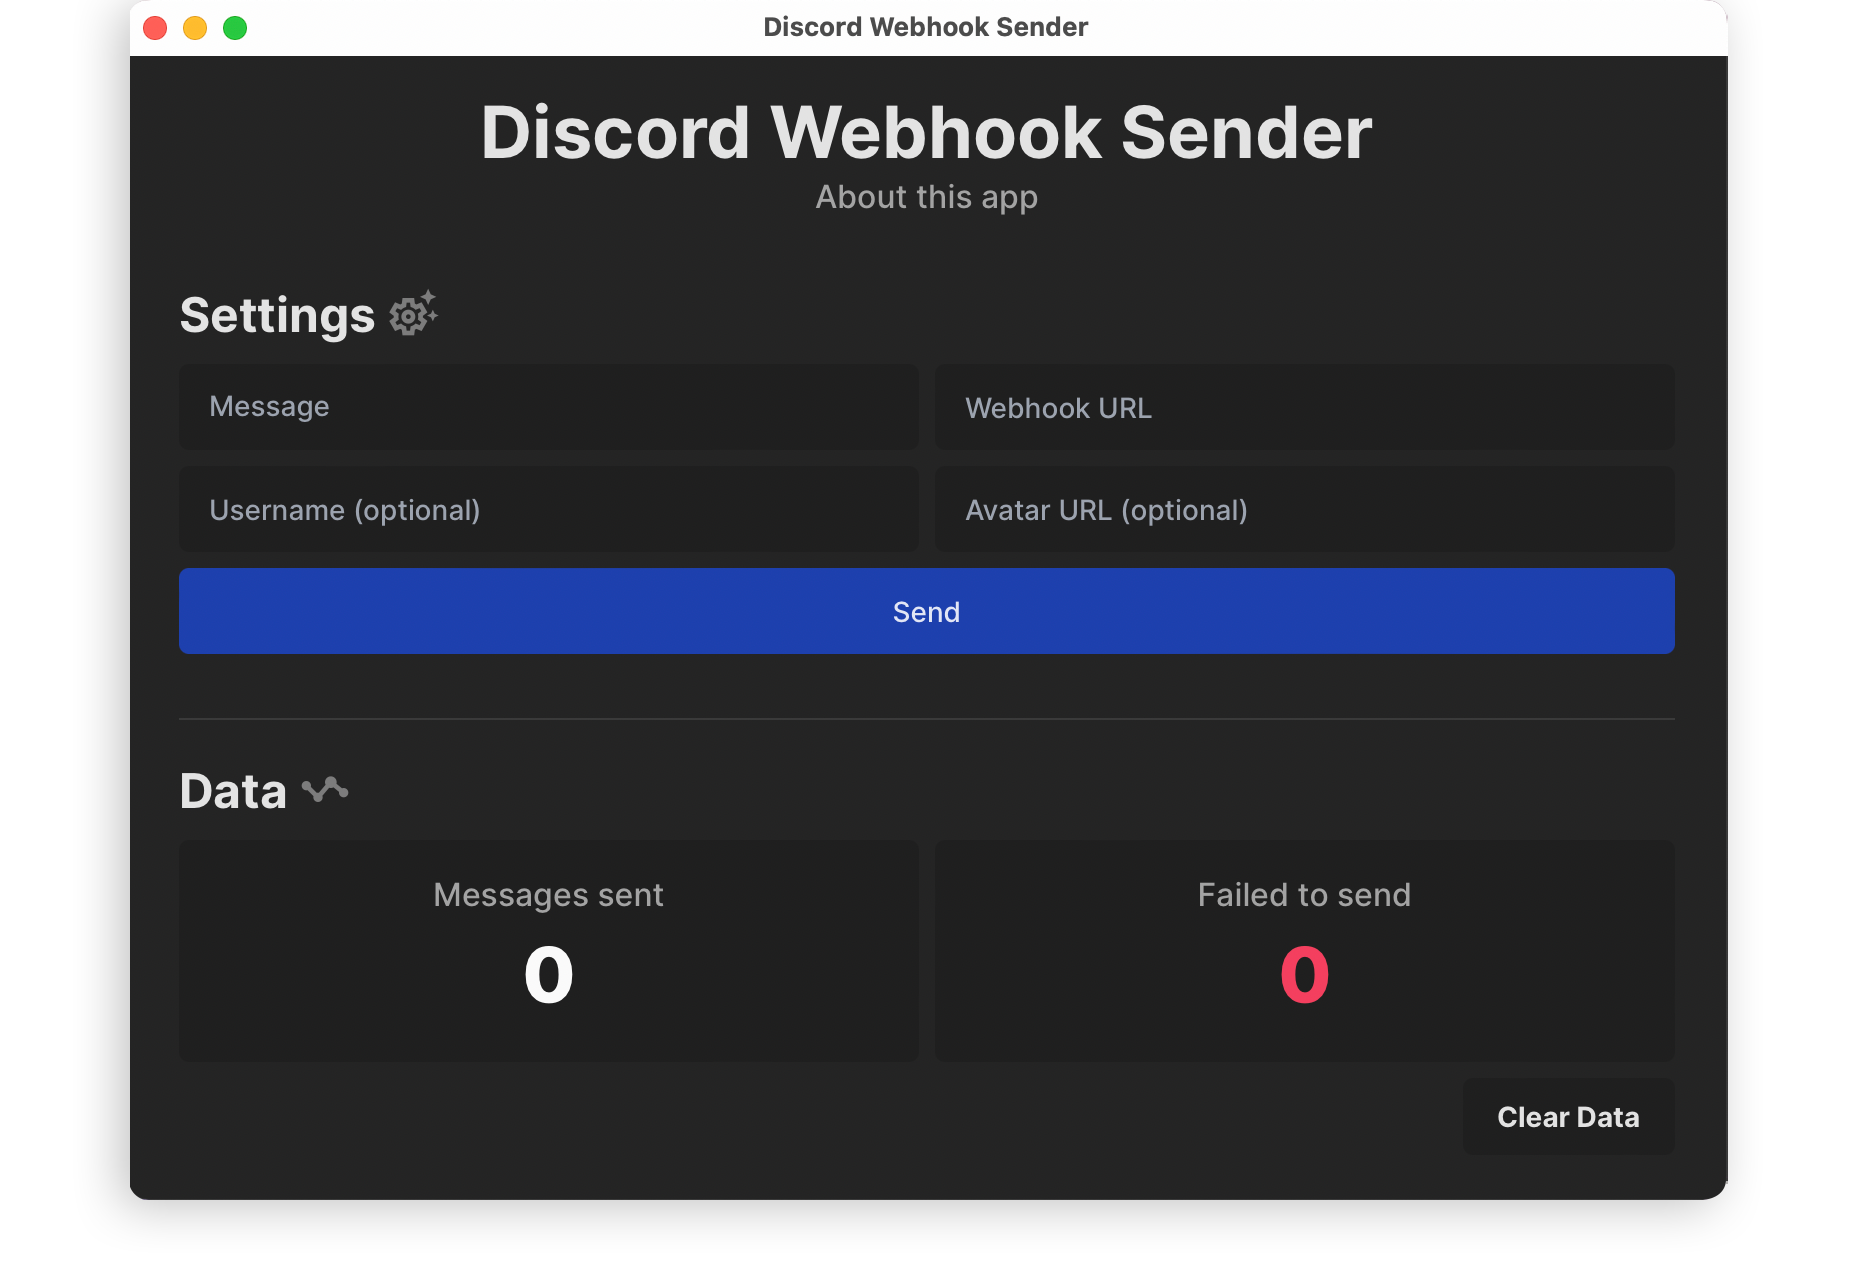 Discord Webhook Sender
Discord Webhook Sender
About this app
Settings
Message
Webhook URL
Username (optional)
Avatar URL (optional)
Send
Data
Messages sent
Failed to send
0
0
Clear Data